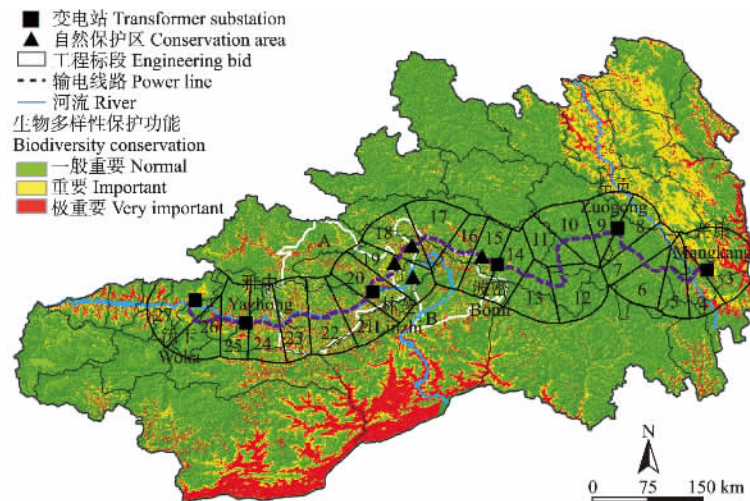 变电站 Transformer substation
自然保护区 Conservation area
工程标段 Engineering bid
输电线路 Power line
河流 River
生物多样性保护功能
Biodiversity conservation
一般重要 Normal
重要 Important
极重要 Very important
A
17
18
16
15
19
14
20
11
10
9
8
Zuogong
芒康
Mangkang
3
7
6
5
4
12
13
波密
Bomi
B
林芝
Linzhi
21
22
23
24
25
26
27
雅中
Yazhong
沃卡
Woka
N
0 75 150 km